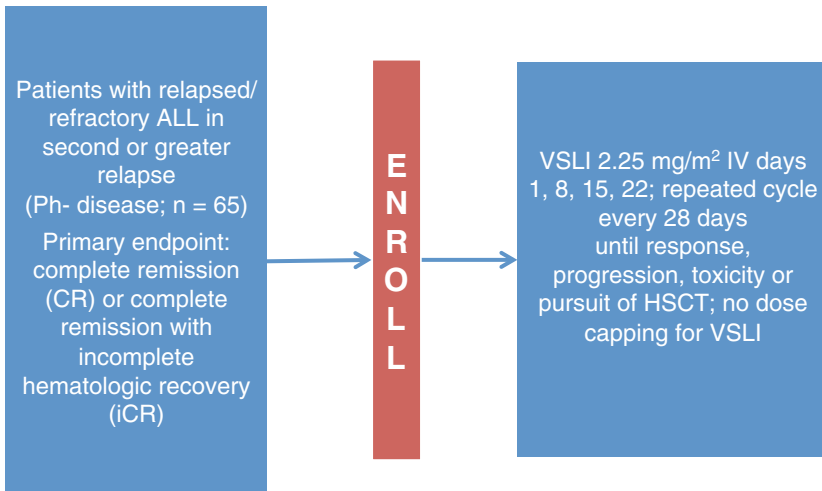 Patients with relapsed/
refractory ALL in
second or greater
relapse
(Ph- disease; n = 65)
Primary endpoint:
complete remission
(CR) or complete
remission with
incomplete
hematologic recovery
(iCR)
ENROLL
VSLI 2.25 mg/m² IV days
1, 8, 15, 22; repeated cycle
every 28 days
until response,
progression, toxicity or
pursuit of HSCT; no dose
capping for VSLI